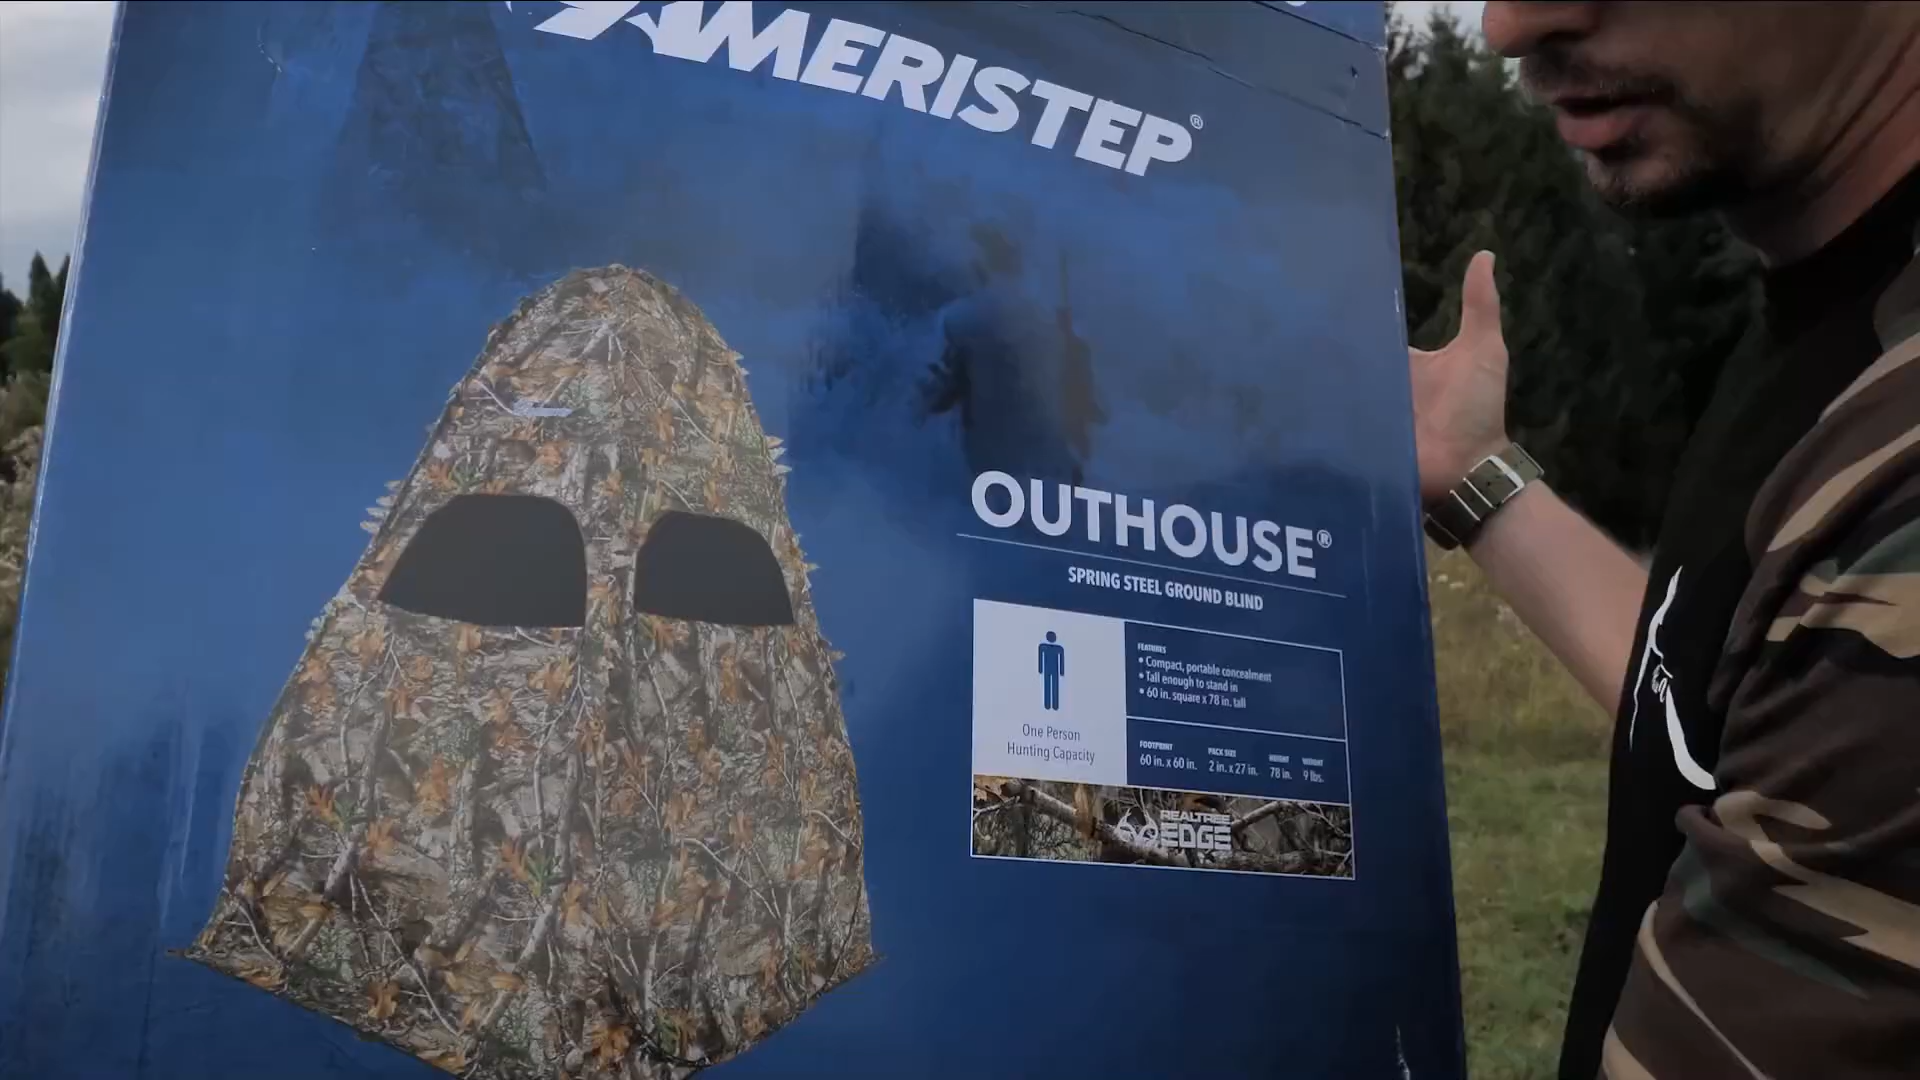 AMERISTEP®
OUTHOUSE®
SPRING STEEL GROUND BLIND
One Person
Hunting Capacity
FEATURES
• Compact, portable concealment
• Tall enough to stand in
• 60 in. square x 78 in. tall
FOOTPRINT
60 in. x 60 in.
PACK SIZE
2 in. x 27 in.
HEIGHT
78 in.
WEIGHT
9 lbs.
REALTREE
EDGE